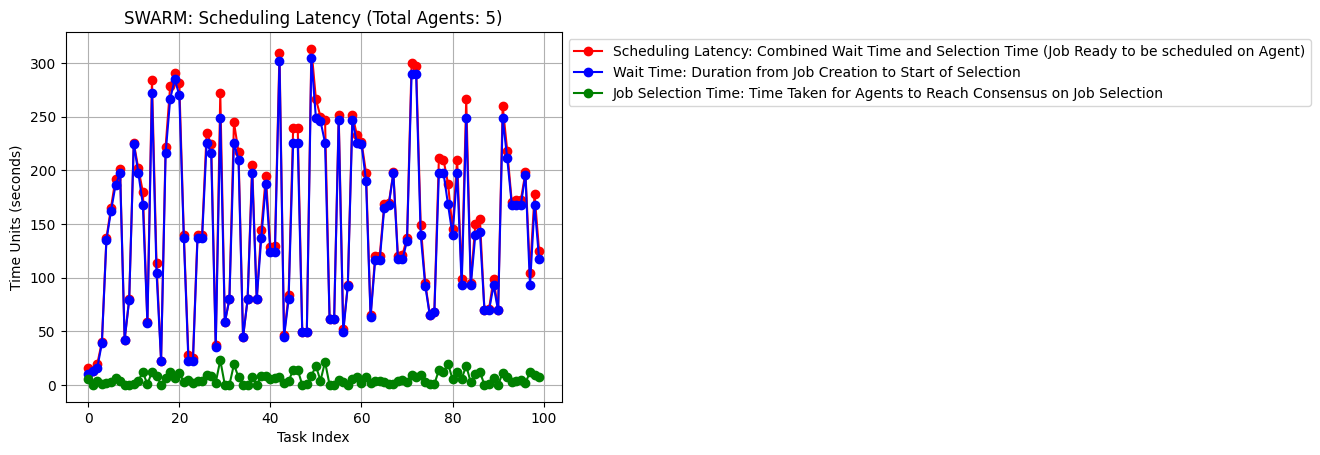 SWARM: Scheduling Latency (Total Agents: 5)
Scheduling Latency: Combined Wait Time and Selection Time (Job Ready to be scheduled on Agent)
Wait Time: Duration from Job Creation to Start of Selection
Job Selection Time: Time Taken for Agents to Reach Consensus on Job Selection
Time Units (seconds)
300
250
200
150
100
50
0
0 20 40 60 80 100
Task Index